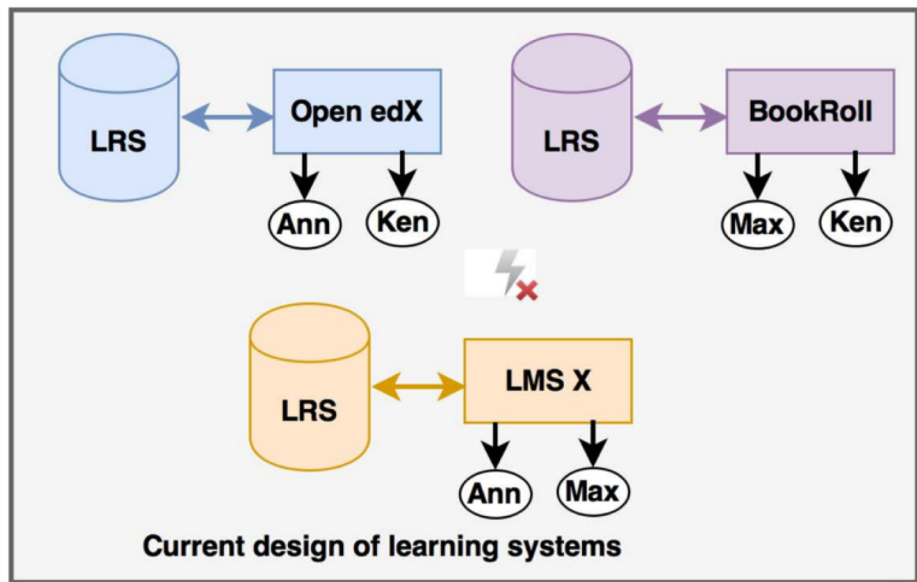 LRS
Open edX
Ann
Ken
LRS
BookRoll
Max
Ken
LRS
LMS X
Ann
Max
Current design of learning systems